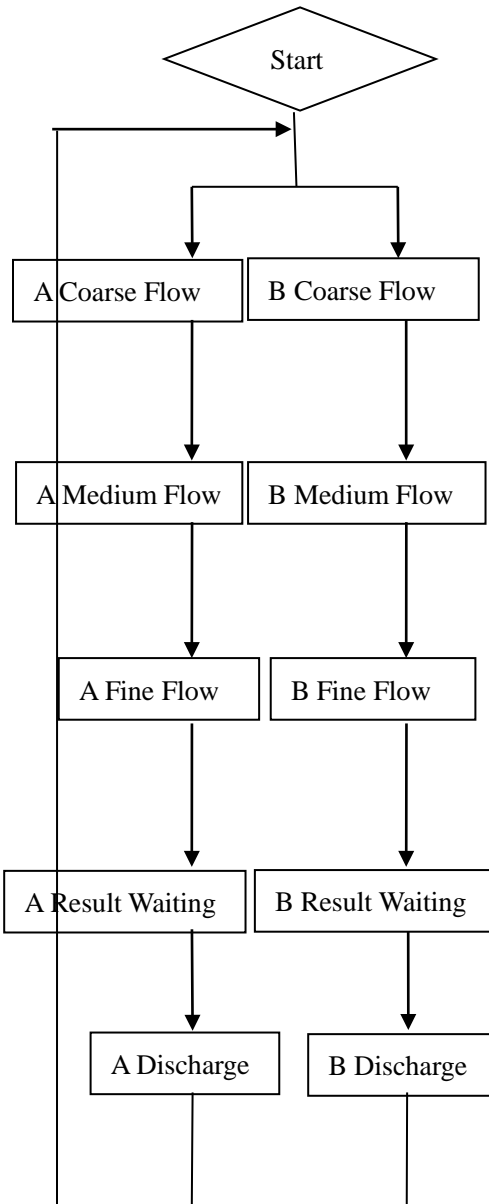 Start
A Coarse Flow
B Coarse Flow
A Medium Flow
B Medium Flow
A Fine Flow
B Fine Flow
A Result Waiting
B Result Waiting
A Discharge
B Discharge